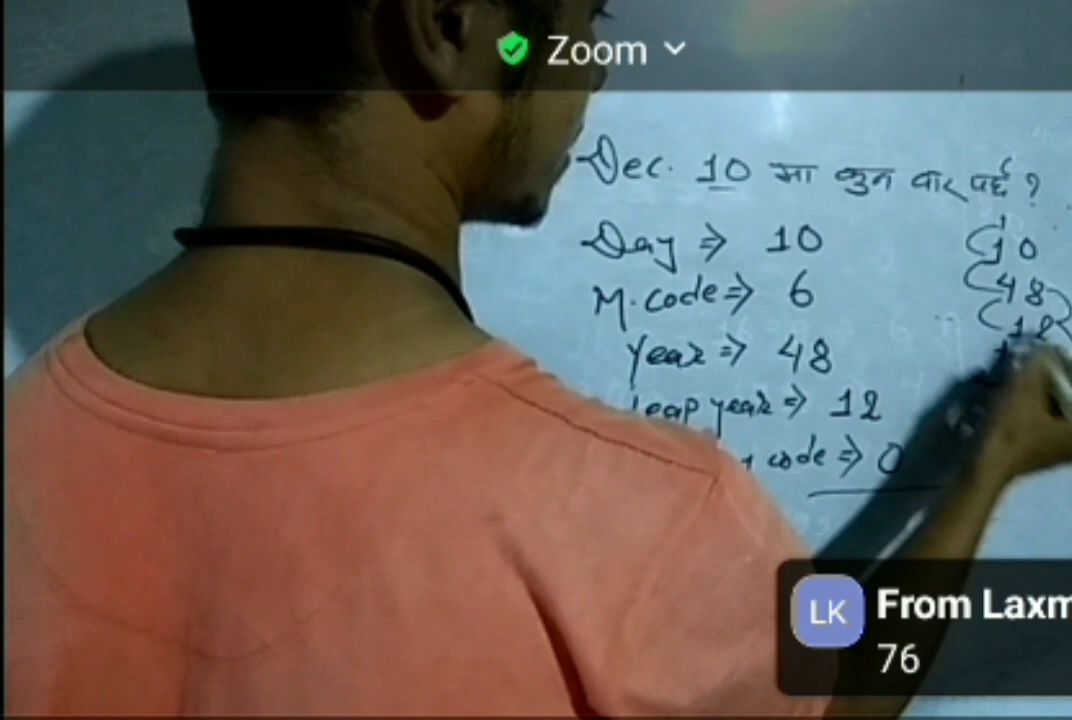 Zoom
Dec. 10 मा कुन वार पर्छ ?
Day ⇒ 10
M. code ⇒ 6
Year ⇒ 48
leap year ⇒ 12
code ⇒ 0
10
48
12
LK
From Laxm
76